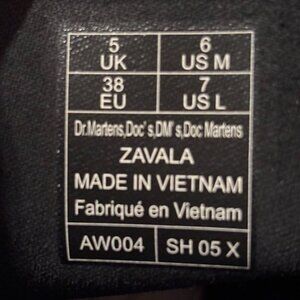 5 6
UK US M
38 7
EU US L
Dr.Martens,Doc's,DM's,Doc Martens
ZAVALA
MADE IN VIETNAM
Fabriqué en Vietnam
AW004 SH 05 X